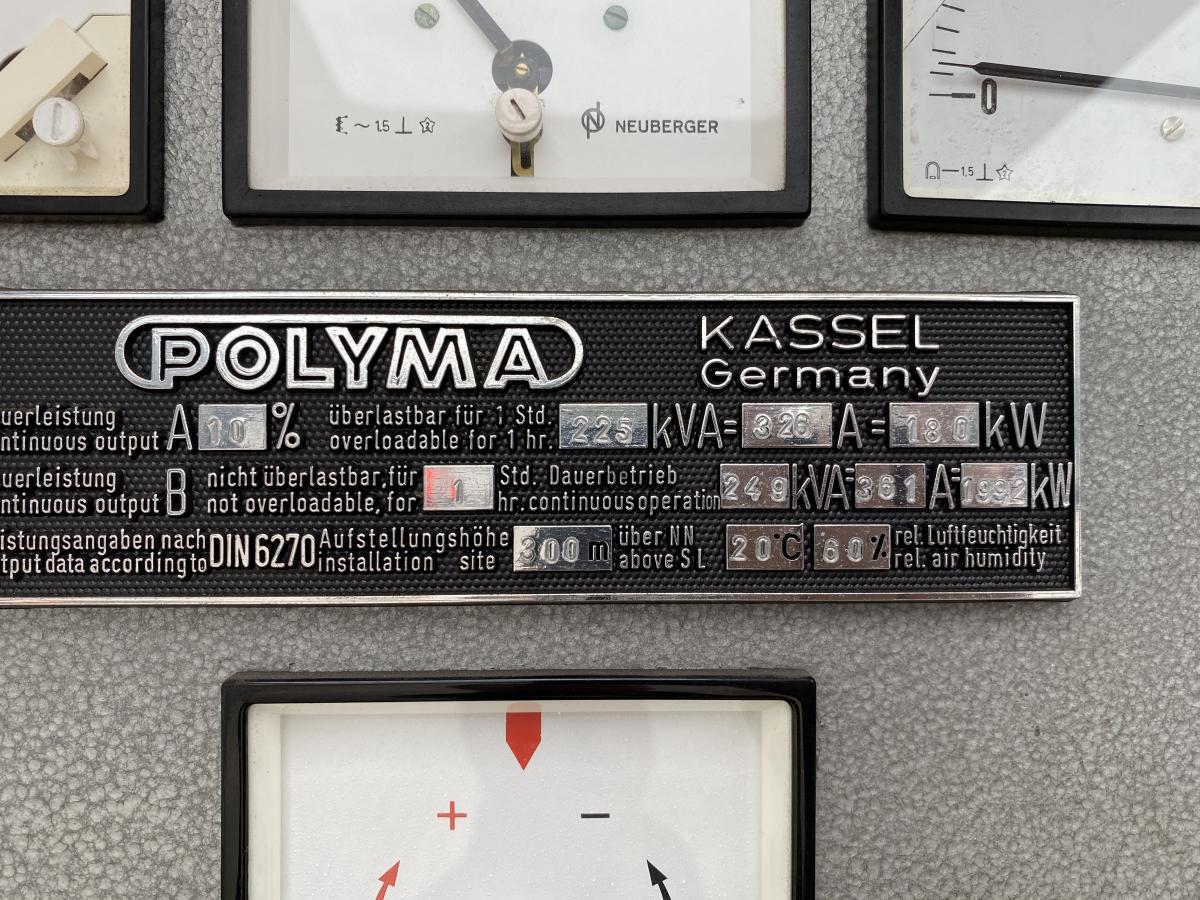 ~ 1,5
NEUBERGER
0
1,5
POLYMA
KASSEL
Germany
uerleistung
ntinuous output A 10 %
überlastbar für 1 Std.
overloadable for 1 hr. 225 kVA= 326 A= 180 kW
uerleistung
ntinuous output B
nicht überlastbar, für
not overloadable, for 1
Std. Dauerbetrieb
hr. continuous operation 249 kVA= 361 A= 1992 kW
istungsangaben nach
tput data according to DIN 6270
Aufstellungshöhe
Installation site 300 m
über NN
above SL 20°C 60%
rel. Luftfeuchtigkeit
rel. air humidity
+ −